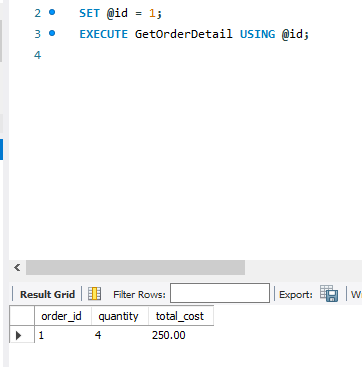 2 SET @id = 1;
3 EXECUTE GetOrderDetail USING @id;
4
Result Grid Filter Rows: Export: W
order_id quantity total_cost
1 4 250.00